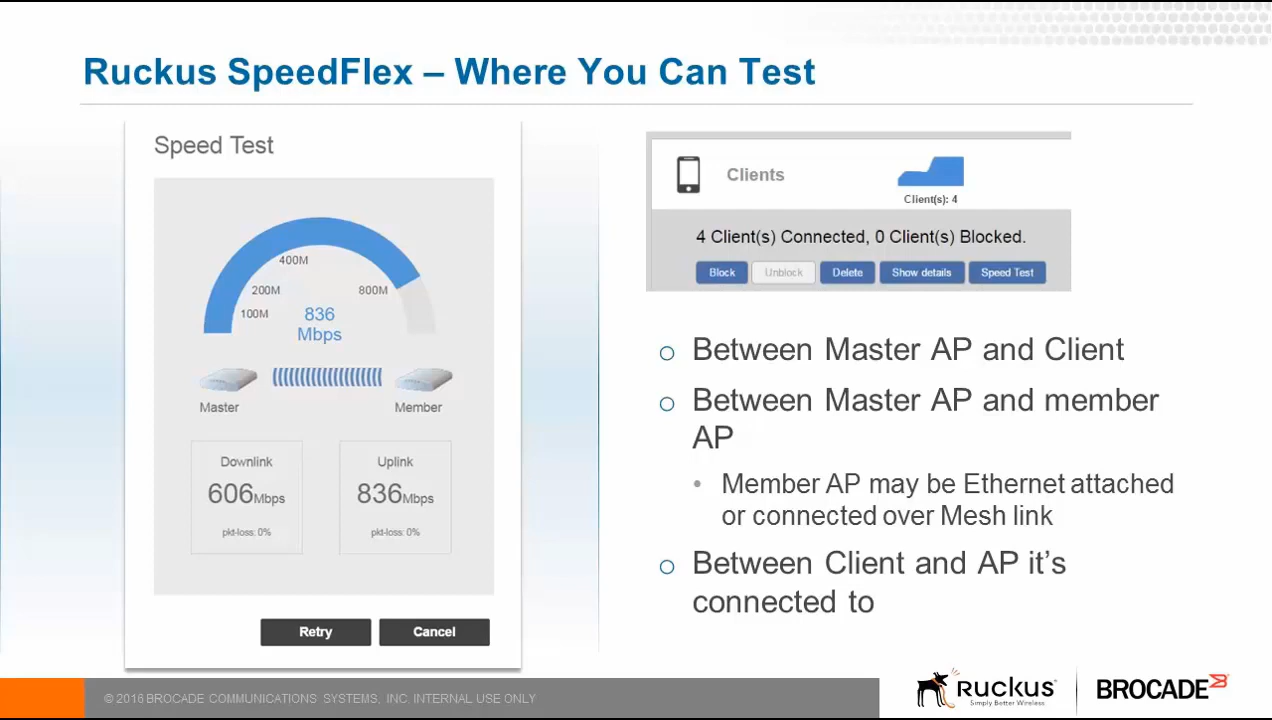 Ruckus SpeedFlex – Where You Can Test
Speed Test
400M
200M
800M
100M
836
Mbps
Master
Member
Downlink
606Mbps
pkt-loss: 0%
Uplink
836Mbps
pkt-loss: 0%
Retry
Cancel
Clients
Client(s): 4
4 Client(s) Connected, 0 Client(s) Blocked.
Block
Unblock
Delete
Show details
Speed Test
Between Master AP and Client
Between Master AP and member
AP
Member AP may be Ethernet attached
or connected over Mesh link
Between Client and AP it’s
connected to
© 2016 BROCADE COMMUNICATIONS SYSTEMS, INC. INTERNAL USE ONLY
Ruckus
Simply Better Wireless
BROCADE